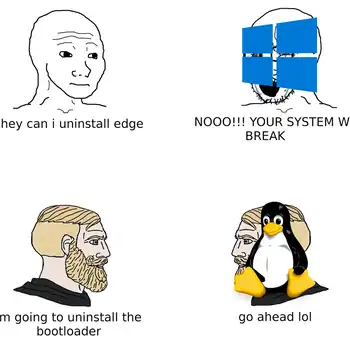 hey can i uninstall edge
NOOO!!! YOUR SYSTEM W
BREAK
m going to uninstall the
bootloader
go ahead lol